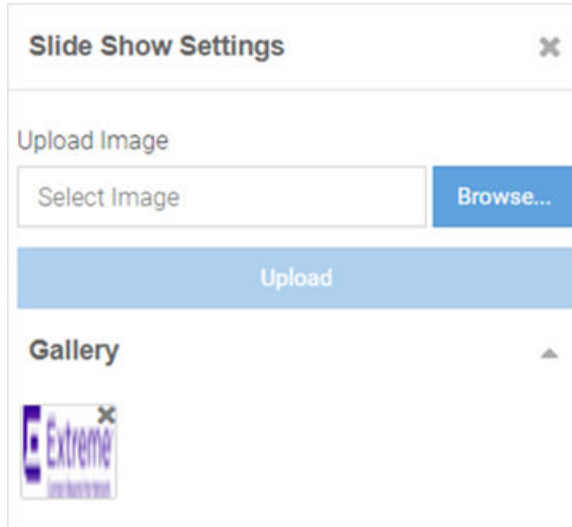 Slide Show Settings
Upload Image
Select Image
Browse...
Upload
Gallery
Extreme